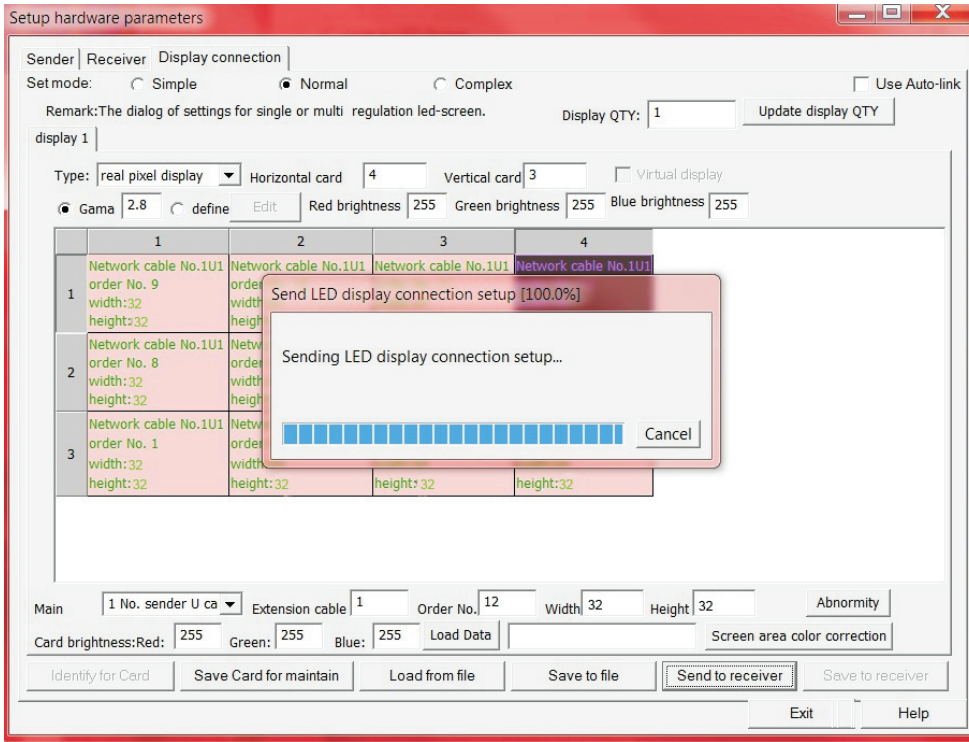 Setup hardware parameters
Sender Receiver Display connection
Set mode: Simple Normal Complex Use Auto-link
Remark:The dialog of settings for single or multi regulation led-screen. Display QTY: 1 Update display QTY
display 1
Type: real pixel display Horizontal card 4 Vertical card 3 Virtual display
Gama 2.8 define Edit Red brightness 255 Green brightness 255 Blue brightness 255
1 2 3 4
Network cable No.1U1 Network cable No.1U1 Network cable No.1U1 Network cable No.1U1
1 order No. 9
width:32
height:32
Send LED display connection setup [100.0%]
Sending LED display connection setup...
Cancel
Network cable No.1U1
2 order No. 8
width:32
height:32
Network cable No.1U1
3 order No. 1
width:32
height:32 height:32 height:32 height:32
Main 1 No. sender U ca Extension cable 1 Order No. 12 Width 32 Height 32 Abnormity
Card brightness:Red: 255 Green: 255 Blue: 255 Load Data Screen area color correction
Identify for Card Save Card for maintain Load from file Save to file Send to receiver Save to receiver
Exit Help